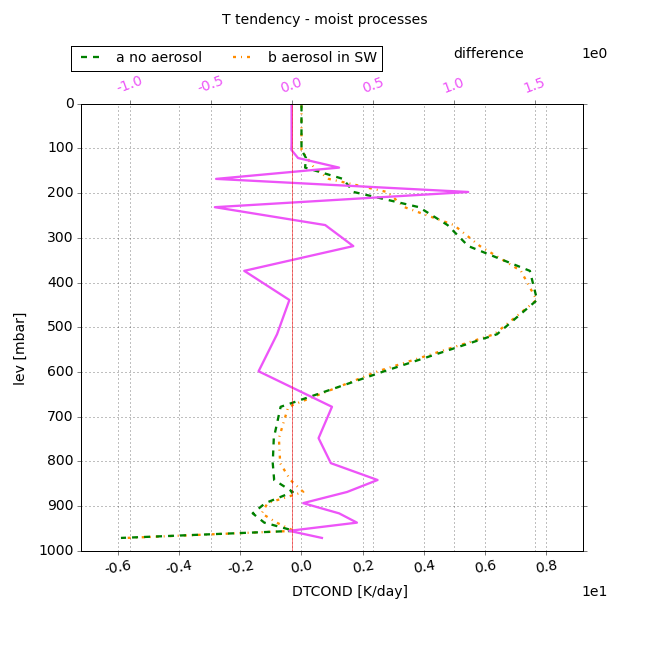 T tendency - moist processes
a no aerosol b aerosol in SW difference 1e0
-1.0 -0.5 0.0 0.5 1.0 1.5
0
100
200
300
400
500
600
700
800
900
1000
lev [mbar]
-0.6 -0.4 -0.2 0.0 0.2 0.4 0.6 0.8
DTCOND [K/day] 1e1